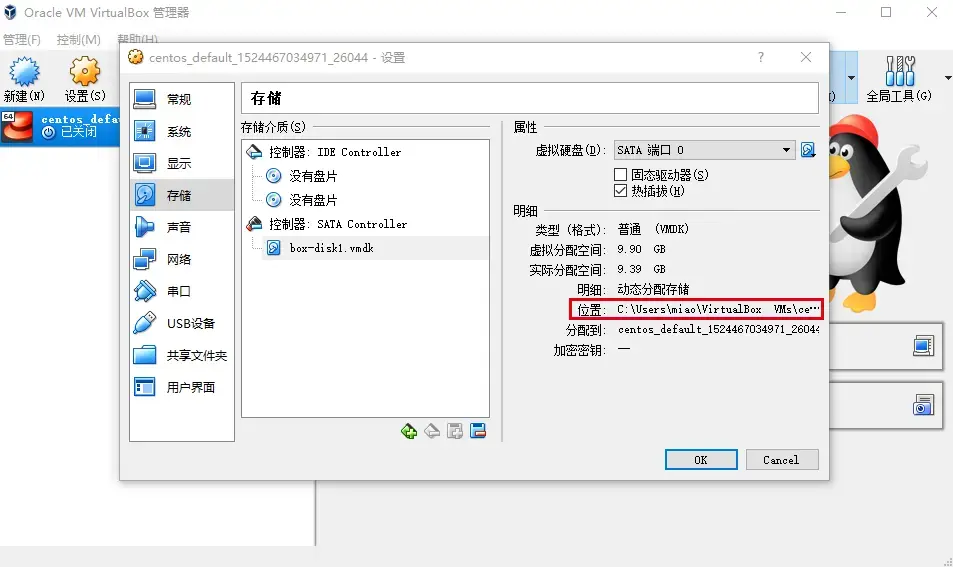 Oracle VM VirtualBox 管理器
管理(F) 控制(M) 帮助(H)
新建(N) 设置(S)
全局工具(G)
64
centos_defau
已关闭
centos_default_1524467034971_26044 - 设置
常规
系统
显示
存储
声音
网络
串口
USB设备
共享文件夹
用户界面
存储
存储介质(S)
控制器: IDE Controller
没有盘片
没有盘片
控制器: SATA Controller
box-disk1.vmdk
属性
虚拟硬盘(D): SATA 端口 0
固态驱动器(S)
热插拔(H)
明细
类型 (格式): 普通 (VMDK)
虚拟分配空间: 9.90 GB
实际分配空间: 9.39 GB
明细: 动态分配存储
位置: C:\Users\miao\VirtualBox VMs\ce…
分配到: centos_default_1524467034971_26044
加密密钥: —
OK Cancel